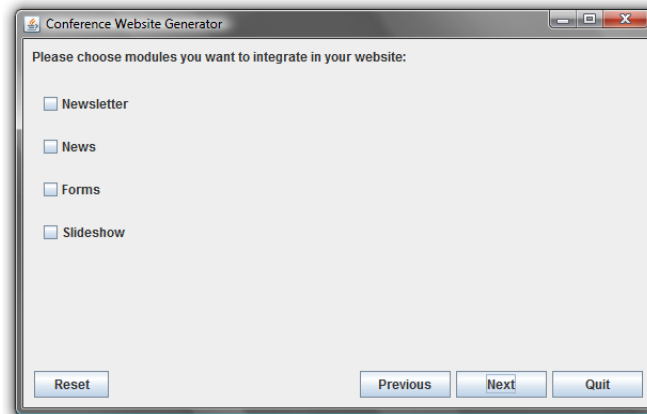 Conference Website Generator
Please choose modules you want to integrate in your website:
Newsletter
News
Forms
Slideshow
Reset Previous Next Quit